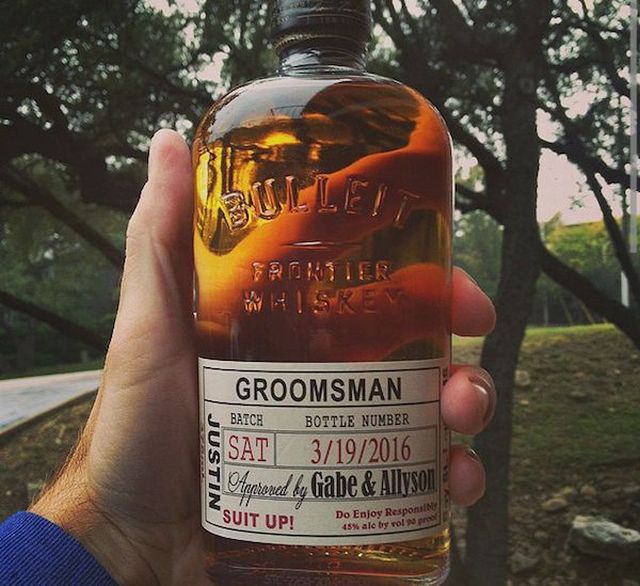 BULLEIT
FRONTIER
WHISKEY
GROOMSMAN
BATCH BOTTLE NUMBER
SAT 3/19/2016
Approved by Gabe & Allyson
SUIT UP!
Do Enjoy Responsibly
45% alc by vol 90 proof
JUSTIN